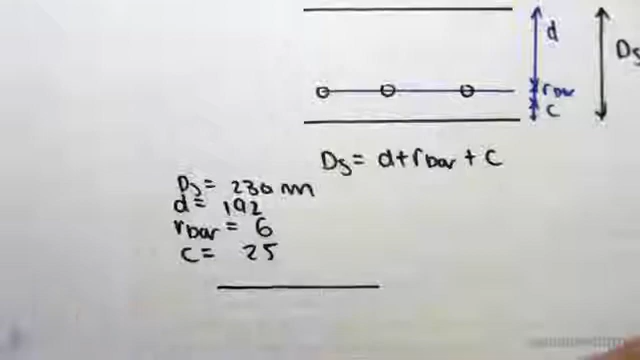 d
Ds
rbar
c
Ds = d + rbar + c
Ds = 230 mm
d = 192
rbar = 6
c = 25